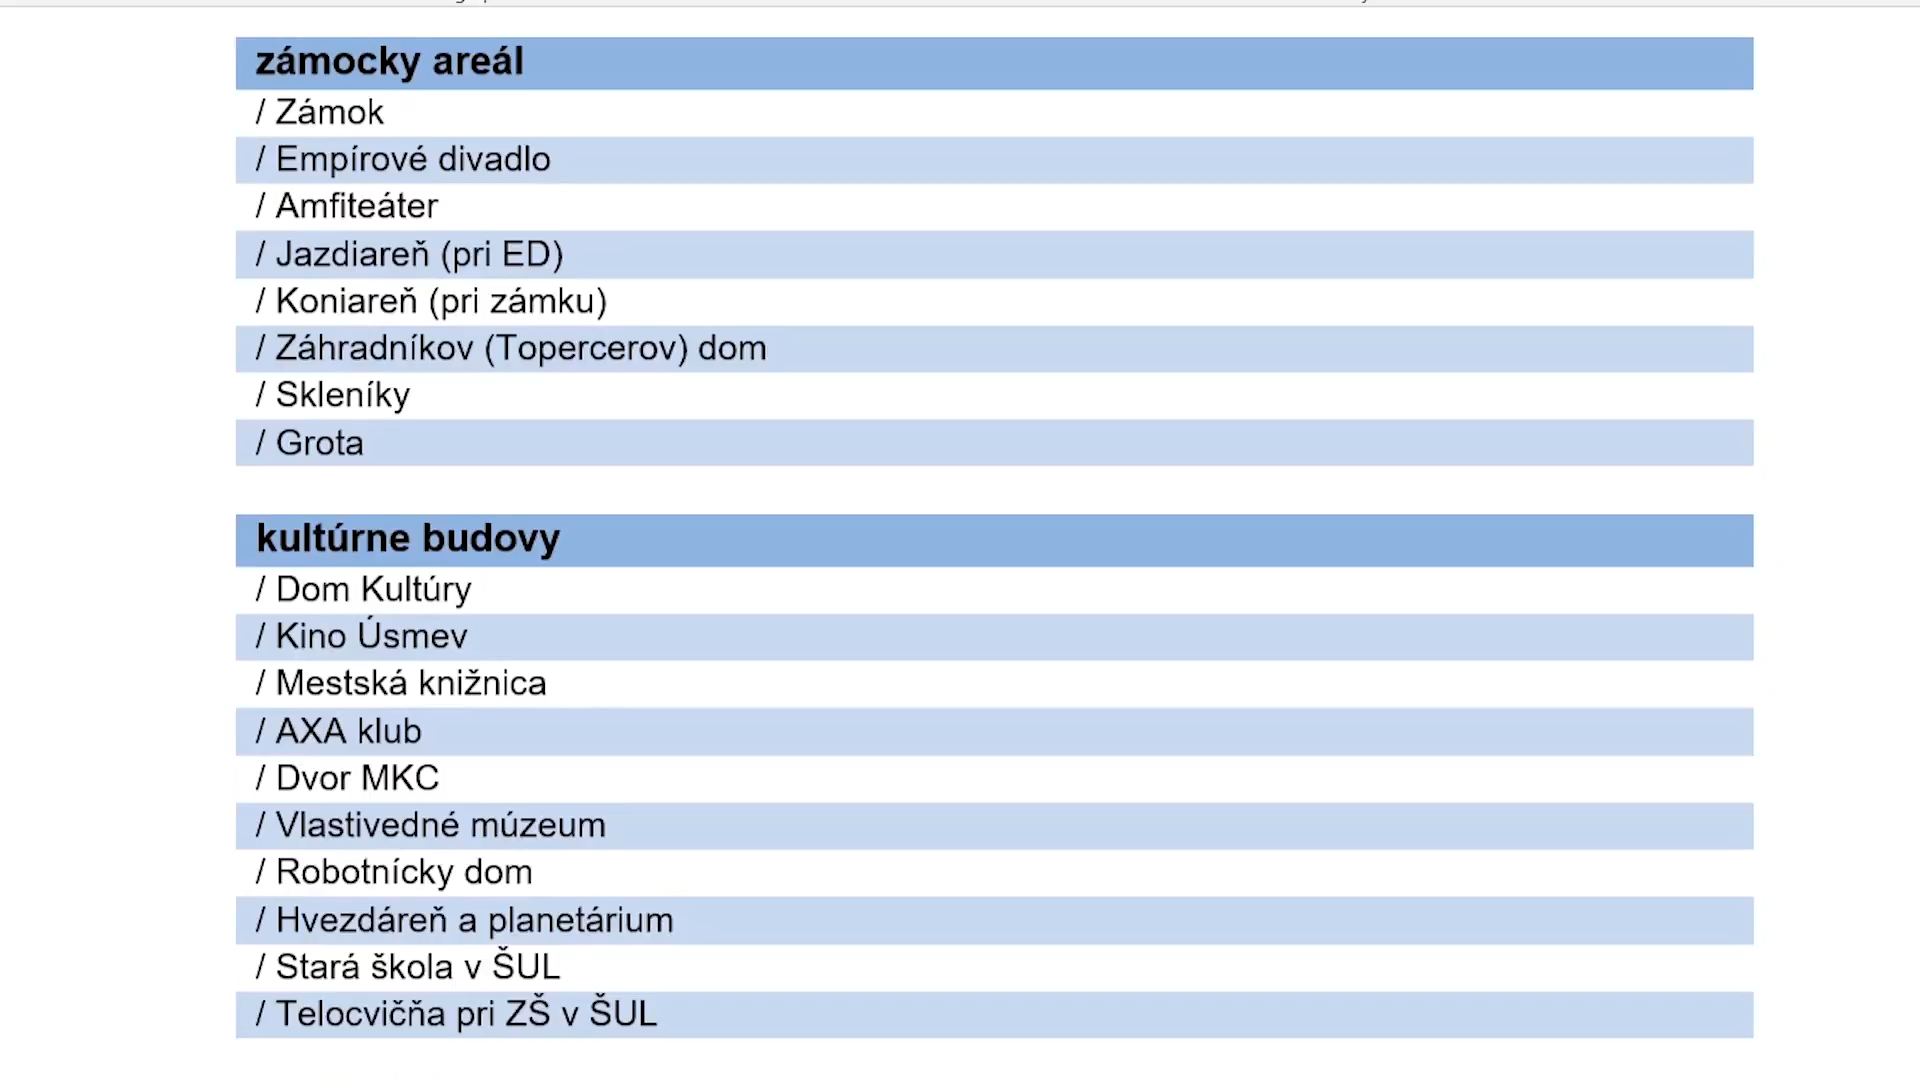 zámocky areál
/ Zámok
/ Empírové divadlo
/ Amfiteáter
/ Jazdiareň (pri ED)
/ Koniareň (pri zámku)
/ Záhradníkov (Topercerov) dom
/ Skleníky
/ Grota
kultúrne budovy
/ Dom Kultúry
/ Kino Úsmev
/ Mestská knižnica
/ AXA klub
/ Dvor MKC
/ Vlastivedné múzeum
/ Robotnícky dom
/ Hvezdáreň a planetárium
/ Stará škola v ŠUL
/ Telocvičňa pri ZŠ v ŠUL